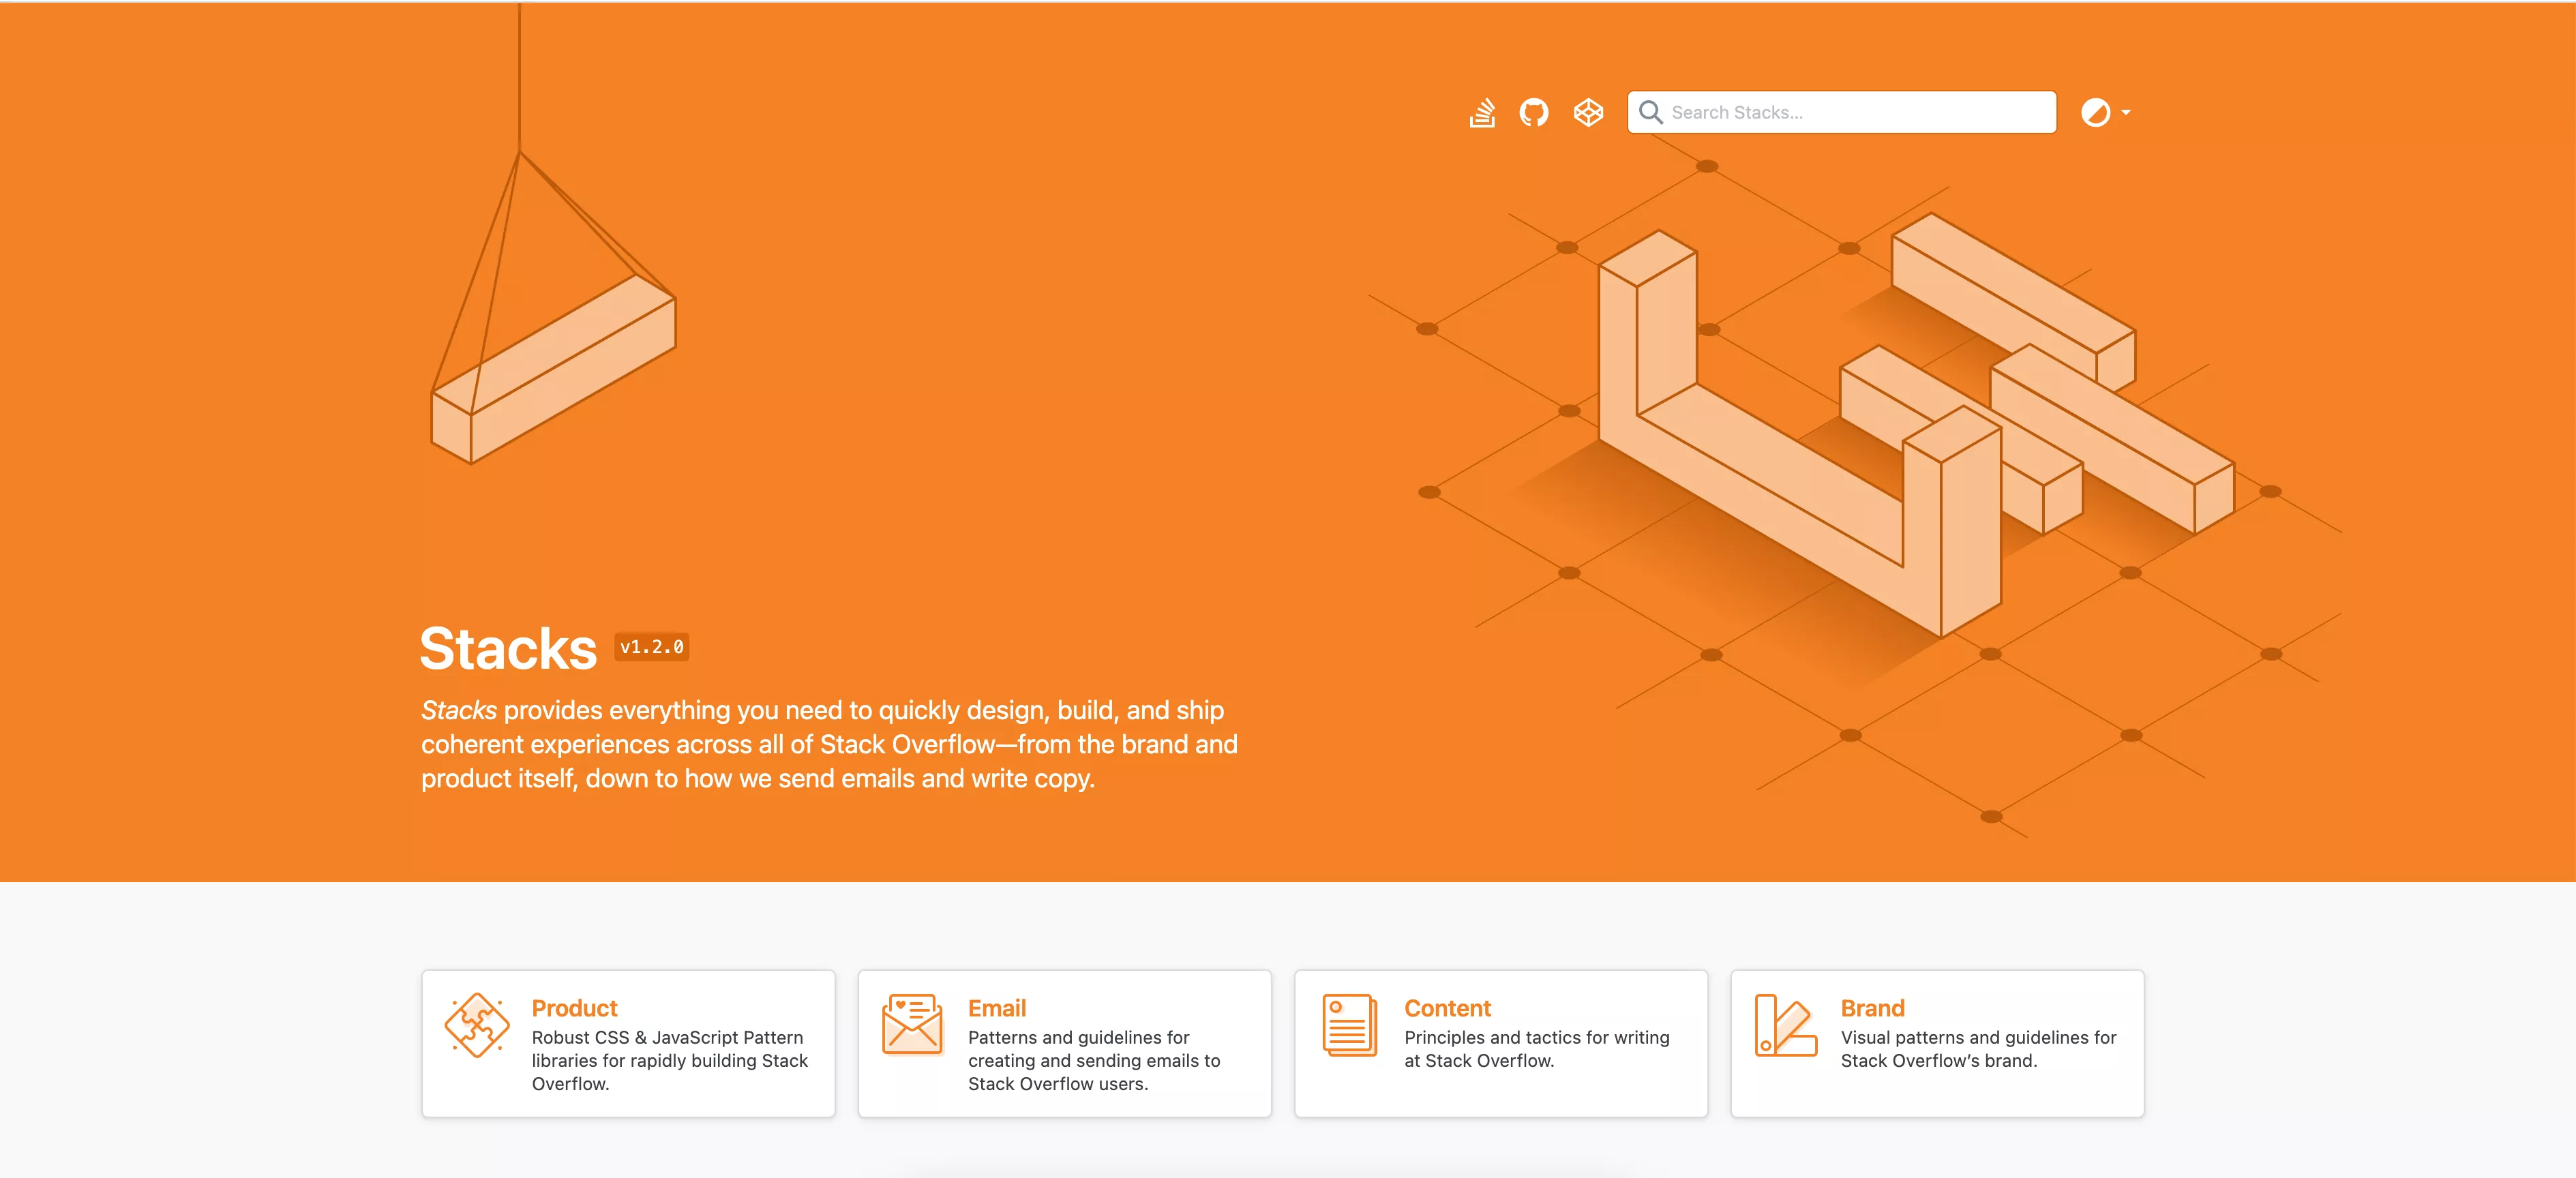 Search Stacks...
Stacks v1.2.0
Stacks provides everything you need to quickly design, build, and ship
coherent experiences across all of Stack Overflow—from the brand and
product itself, down to how we send emails and write copy.
Product
Robust CSS & JavaScript Pattern
libraries for rapidly building Stack
Overflow.
Email
Patterns and guidelines for
creating and sending emails to
Stack Overflow users.
Content
Principles and tactics for writing
at Stack Overflow.
Brand
Visual patterns and guidelines for
Stack Overflow’s brand.